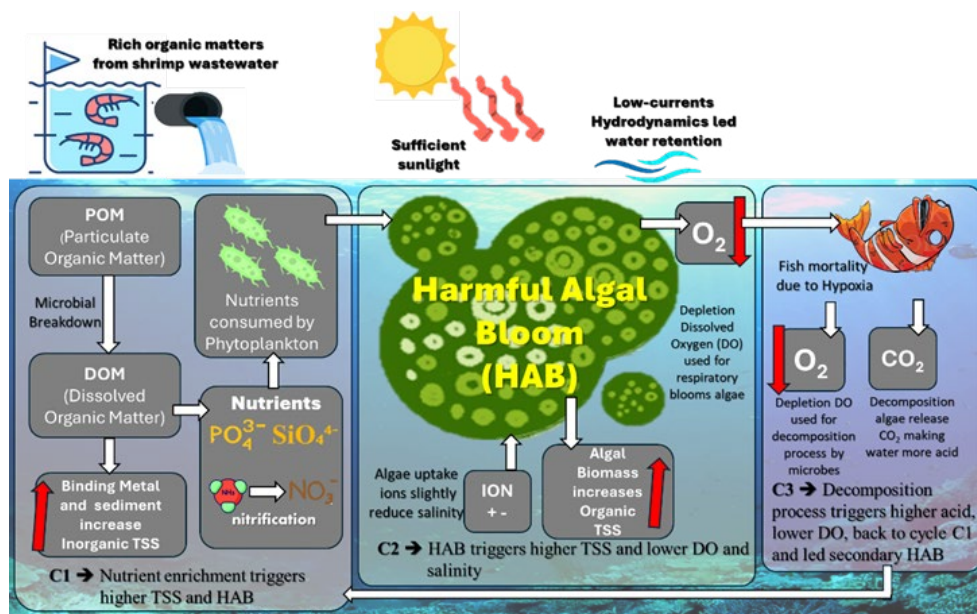 Rich organic matters
from shrimp wastewater
Sufficient
sunlight
Low-currents
Hydrodynamics led
water retention
POM
(Particulate
Organic Matter)
Microbial
Breakdown
DOM
(Dissolved
Organic Matter)
Binding Metal
and sediment
increase
Inorganic TSS
Nutrients
consumed by
Phytoplankton
Nutrients
PO₄³⁻ SiO₄⁴⁻
NH₃ NO₃⁻
nitrification
C1 → Nutrient enrichment triggers
higher TSS and HAB
Harmful Algal
Bloom
(HAB)
O₂
Depletion
Dissolved
Oxygen (DO)
used for
respiratory
blooms algae
Algae uptake
ions slightly
reduce salinity
ION
+ -
Algal
Biomass
increases
Organic
TSS
C2 → HAB triggers higher TSS and lower DO and
salinity
Fish mortality
due to Hypoxia
O₂
Depletion DO
used for
decomposition
process by
microbes
CO₂
Decomposition
algae release
CO₂ making
water more acid
C3 → Decomposition
process triggers higher acid,
lower DO, back to cycle C1
and led secondary HAB